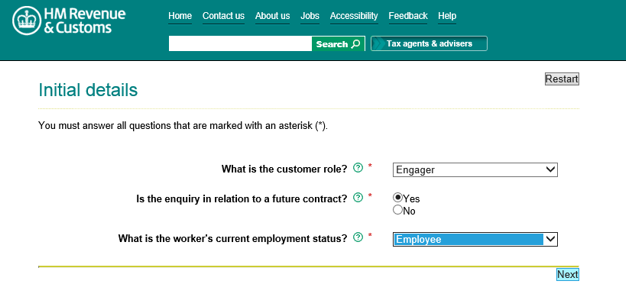 HM Revenue
& Customs
Home Contact us About us Jobs Accessibility Feedback Help
Search
Tax agents & advisers
Restart
Initial details
You must answer all questions that are marked with an asterisk (*).
What is the customer role? ? * Engager
Is the enquiry in relation to a future contract? ? * Yes
No
What is the worker's current employment status? ? * Employee
Next